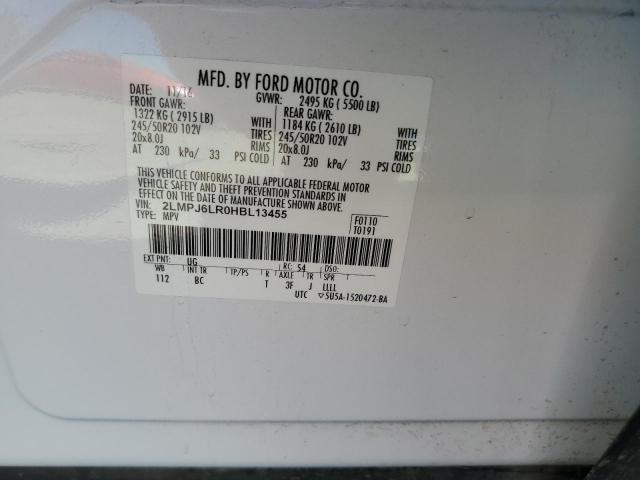 MFD. BY FORD MOTOR CO.
DATE: 11/16 GVWR: 2495 KG ( 5500 LB)
FRONT GAWR: REAR GAWR:
1322 KG ( 2915 LB) WITH 1184 KG ( 2610 LB) WITH
245/50R20 102V TIRES 245/50R20 102V TIRES
20x8.0J RIMS 20x8.0J RIMS
AT 230 kPa/ 33 PSI COLD AT 230 kPa/ 33 PSI COLD
THIS VEHICLE CONFORMS TO ALL APPLICABLE FEDERAL MOTOR
VEHICLE SAFETY AND THEFT PREVENTION STANDARDS IN
EFFECT ON THE DATE OF MANUFACTURE SHOWN ABOVE.
VIN: 2LMPJ6LR0HBL13455 F0110
TYPE: MPV T0191
EXT PNT: UG RC: 54 DSO:
WB INT TR TP/PS R AXLE TR SPR
112 BC T 3F J LLLL
UTC ▽5U5A-1520472-BA